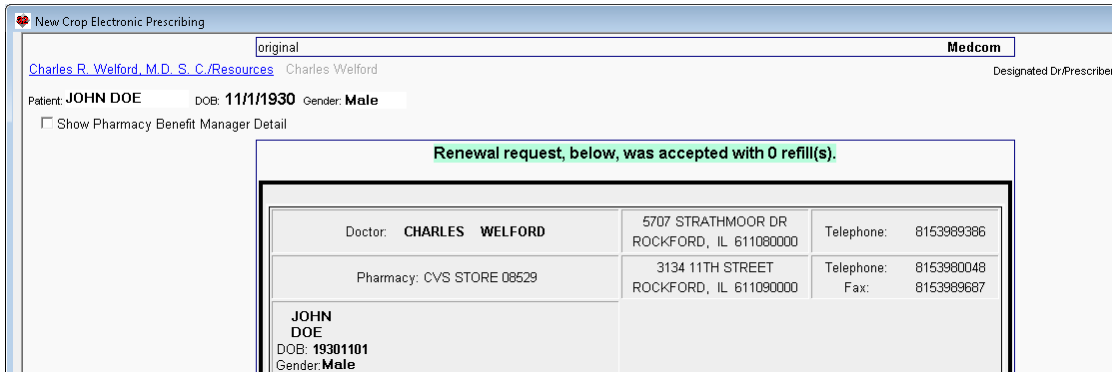 New Crop Electronic Prescribing
original Medcom
Charles R. Welford, M.D. S. C./Resources Charles Welford
Designated Dr/Prescriber
Patient: JOHN DOE DOB: 11/1/1930 Gender: Male
Show Pharmacy Benefit Manager Detail
Renewal request, below, was accepted with 0 refill(s).
Doctor: CHARLES WELFORD
5707 STRATHMOOR DR
ROCKFORD, IL 611080000
Telephone: 8153989386
Pharmacy: CVS STORE 08529
3134 11TH STREET
ROCKFORD, IL 611090000
Telephone: 8153980048
Fax: 8153989687
JOHN
DOE
DOB: 19301101
Gender: Male